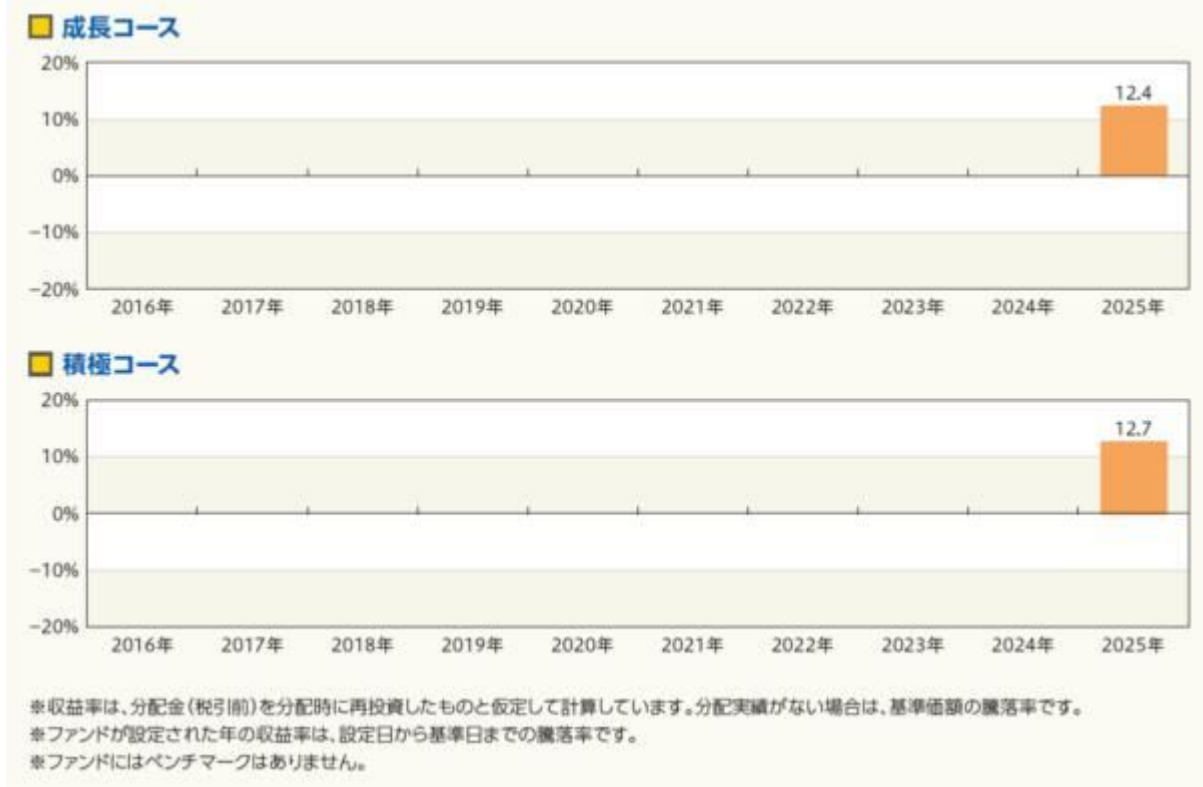 成長コース
20%
12.4
10%
0%
−10%
−20%
2016年 2017年 2018年 2019年 2020年 2021年 2022年 2023年 2024年 2025年
積極コース
20%
12.7
10%
0%
−10%
−20%
2016年 2017年 2018年 2019年 2020年 2021年 2022年 2023年 2024年 2025年
※収益率は、分配金(税引前)を分配時に再投資したものと仮定して計算しています。分配実績がない場合は、基準価額の騰落率です。
※ファンドが設定された年の収益率は、設定日から基準日までの騰落率です。
※ファンドにはベンチマークはありません。